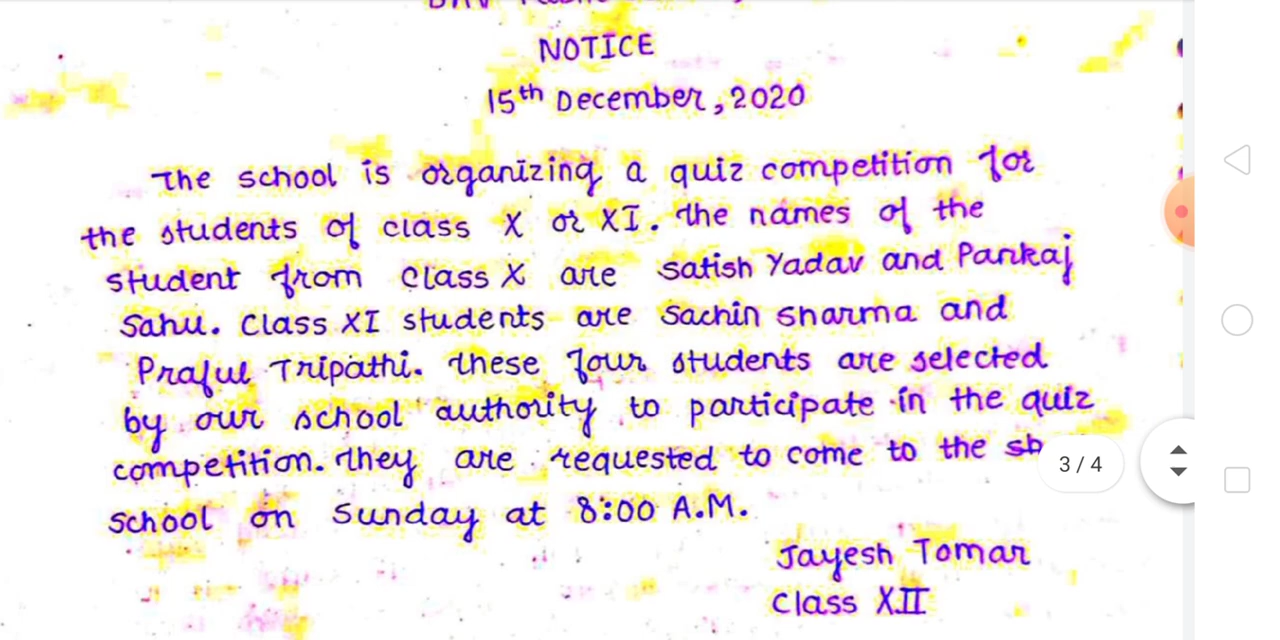 NOTICE
15th December, 2020
The school is organizing a quiz competition for
the students of class X or XI. The names of the
student from class X are Satish Yadav and Pankaj
Sahu. Class XI students are Sachin Sharma and
Praful Tripathi. These four students are selected
by our school authority to participate in the quiz
competition. They are requested to come to the
school on Sunday at 8:00 A.M.
Jayesh Tomar
Class XII
3 / 4